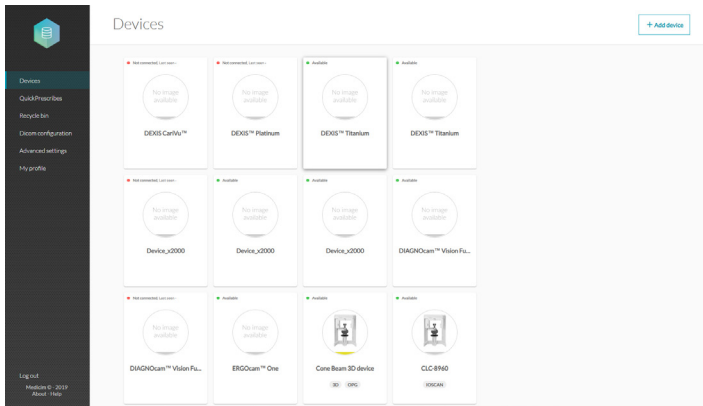 Devices
+ Add device
Devices
QuickPrescribes
Recycle bin
Dicom configuration
Advanced settings
My profile
Log out
Medicim © - 2019
About - Help
Not connected, Last seen -
No image
available
DEXIS CariVu™
Not connected, Last seen -
No image
available
DEXIS™ Platinum
Available
No image
available
DEXIS™ Titanium
Available
No image
available
DEXIS™ Titanium
Not connected, Last seen -
No image
available
Device_x2000
Available
No image
available
Device_x2000
Available
No image
available
Device_x2000
Available
No image
available
DIAGNOcam™ Vision Fu...
Not connected, Last seen -
No image
available
DIAGNOcam™ Vision Fu...
Available
No image
available
ERGOcam™ One
Available
Cone Beam 3D device
3D OPG
Available
CLC-8960
IOSCAN